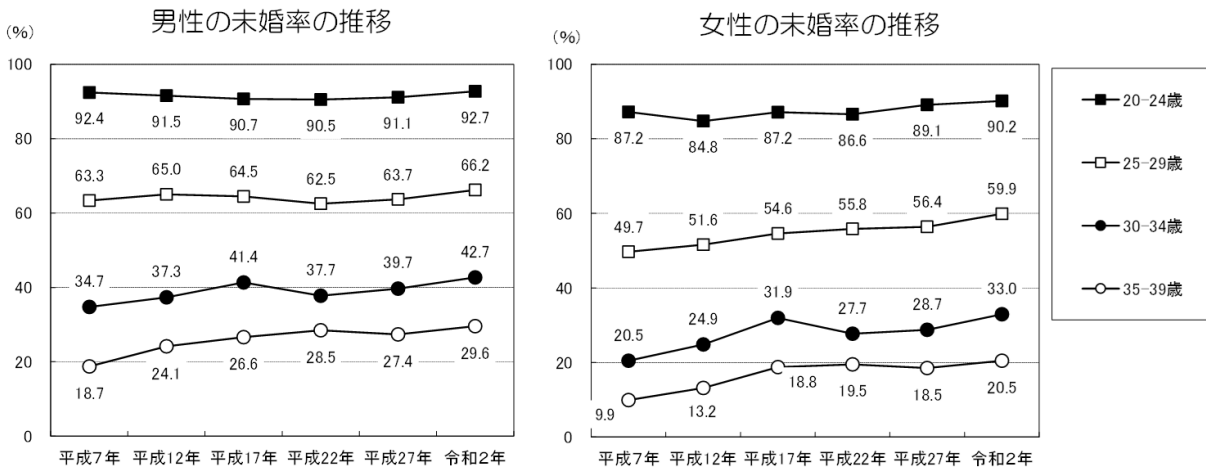 男性の未婚率の推移
(%)
100
92.4 91.5 90.7 90.5 91.1 92.7
80
63.3 65.0 64.5 62.5 63.7 66.2
60
34.7 37.3 41.4 37.7 39.7 42.7
40
18.7 24.1 26.6 28.5 27.4 29.6
20
0
平成7年 平成12年 平成17年 平成22年 平成27年 令和2年
女性の未婚率の推移
(%)
100
87.2 84.8 87.2 86.6 89.1 90.2
80
49.7 51.6 54.6 55.8 56.4 59.9
60
40
20.5 24.9 31.9 27.7 28.7 33.0
20
9.9 13.2 18.8 19.5 18.5 20.5
0
平成7年 平成12年 平成17年 平成22年 平成27年 令和2年
20-24歳
25-29歳
30-34歳
35-39歳